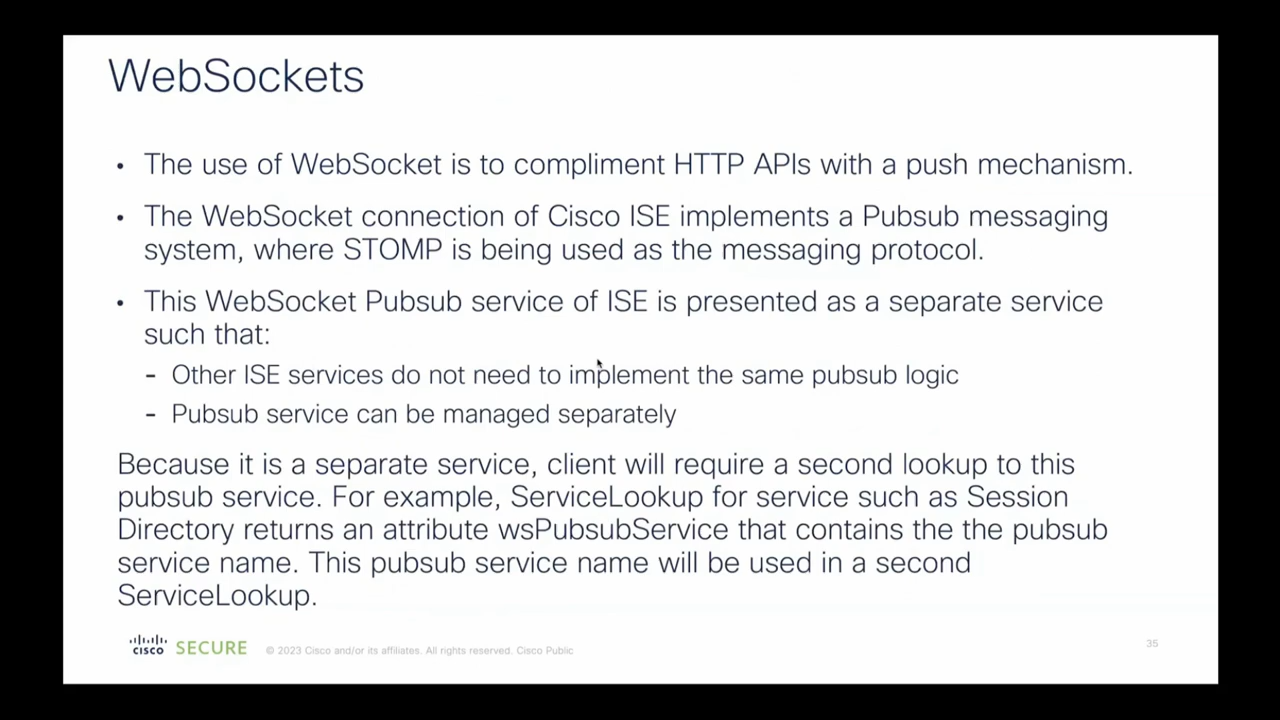 WebSockets
• The use of WebSocket is to compliment HTTP APIs with a push mechanism.
• The WebSocket connection of Cisco ISE implements a Pubsub messaging
system, where STOMP is being used as the messaging protocol.
• This WebSocket Pubsub service of ISE is presented as a separate service
such that:
– Other ISE services do not need to implement the same pubsub logic
– Pubsub service can be managed separately
Because it is a separate service, client will require a second lookup to this
pubsub service. For example, ServiceLookup for service such as Session
Directory returns an attribute wsPubsubService that contains the the pubsub
service name. This pubsub service name will be used in a second
ServiceLookup.
cisco SECURE © 2023 Cisco and/or its affiliates. All rights reserved. Cisco Public 35